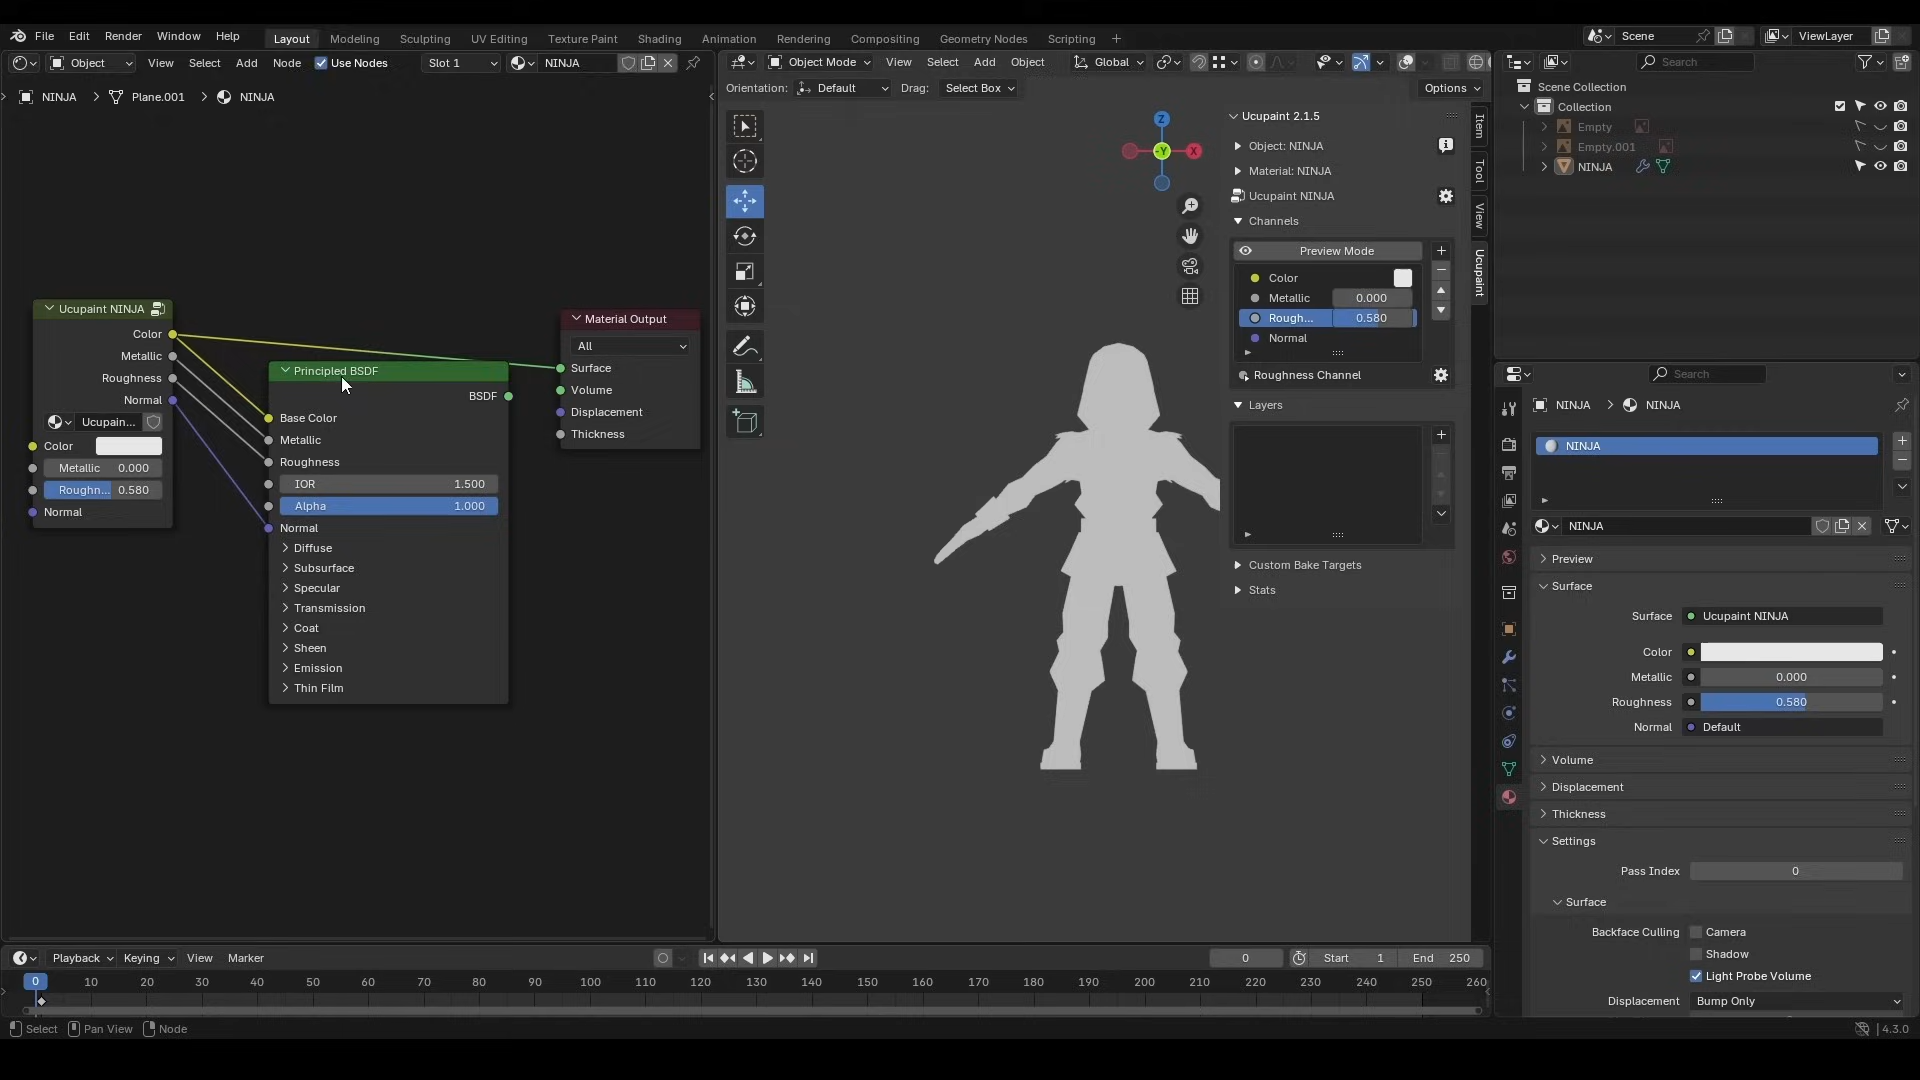 File Edit Render Window Help Layout Modeling Sculpting UV Editing Texture Paint Shading Animation Rendering Compositing Geometry Nodes Scripting + Scene ViewLayer
Object View Select Add Node Use Nodes Slot 1 NINJA
Object Mode View Select Add Object Global
Search
NINJA > Plane.001 > NINJA
Orientation: Default Drag: Select Box Options
Ucupaint NINJA
Color
Metallic
Roughness
Normal
Ucupain...
Color
Metallic 0.000
Roughn... 0.580
Normal
Principled BSDF
BSDF
Base Color
Metallic
Roughness
IOR 1.500
Alpha 1.000
Normal
Diffuse
Subsurface
Specular
Transmission
Coat
Sheen
Emission
Thin Film
Material Output
All
Surface
Volume
Displacement
Thickness
Z
-Y
X
Ucupaint 2.1.5
Object: NINJA
Material: NINJA
Ucupaint NINJA
Channels
Preview Mode
Color
Metallic 0.000
Rough... 0.580
Normal
Roughness Channel
Layers
Custom Bake Targets
Stats
Item
Tool
View
Ucupaint
Scene Collection
Collection
Empty
Empty.001
NINJA
Search
NINJA > NINJA
NINJA
NINJA
Preview
Surface
Surface Ucupaint NINJA
Color
Metallic 0.000
Roughness 0.580
Normal Default
Volume
Displacement
Thickness
Settings
Pass Index 0
Surface
Backface Culling Camera
Shadow
Light Probe Volume
Displacement Bump Only
Playback Keying View Marker 0 Start 1 End 250
0 10 20 30 40 50 60 70 80 90 100 110 120 130 140 150 160 170 180 190 200 210 220 230 240 250 260
Select Pan View Node 4.3.0